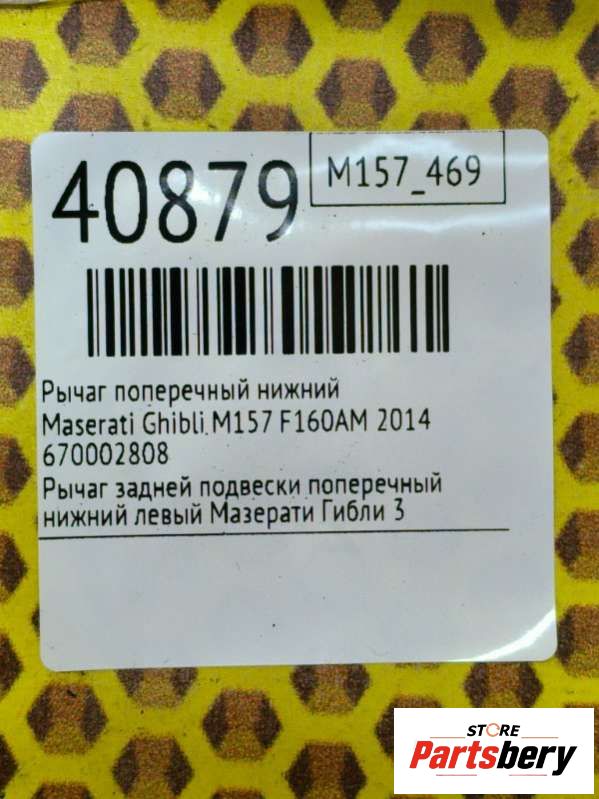 40879
M157_469
Рычаг поперечный нижний
Maserati Ghibli M157 F160AM 2014
670002808
Рычаг задней подвески поперечный
нижний левый Мазерати Гибли 3
STORE
Partsbery